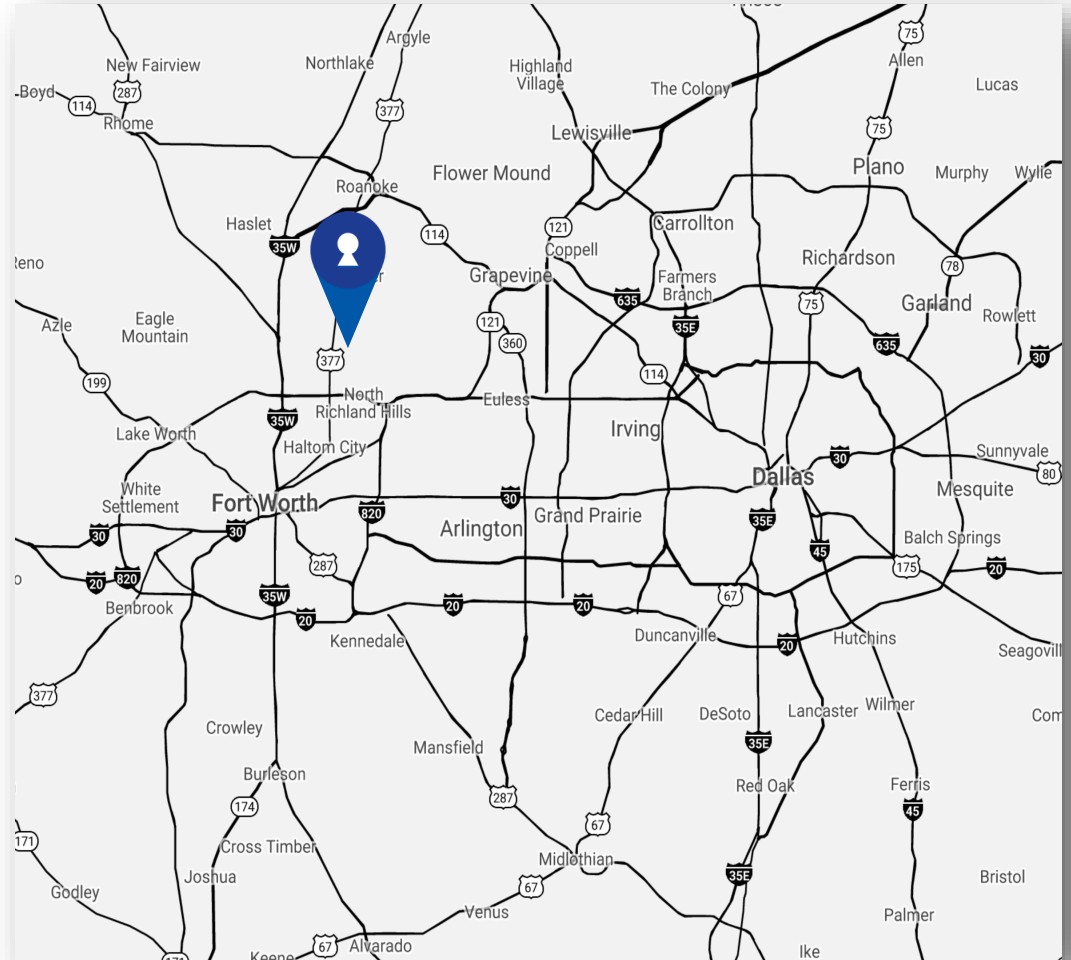 Argyle
75
New Fairview
Northlake
Highland
Village
Allen
287
Boyd
114
The Colony
Lucas
377
Rhome
Lewisville
75
Flower Mound
Plano
Murphy
Wylie
Roanoke
Haslet
114
121
Carrollton
35W
Coppell
Richardson
78
Grapevine
Farmers
Branch
635
75
Garland
Azle
Eagle
Mountain
121
360
35E
Rowlett
635
377
30
199
114
North
Richland Hills
Euless
35W
Irving
Lake Worth
Haltom City
30
Sunnyvale
80
Dallas
White
Settlement
Fort Worth
30
820
Arlington
Grand Prairie
Mesquite
30
30
35E
45
Balch Springs
287
175
20
20
820
35W
67
Benbrook
20
20
20
Kennedale
Duncanville
20
Hutchins
377
Crowley
Cedar Hill
DeSoto
Lancaster
Wilmer
Mansfield
35E
Burleson
Red Oak
Ferris
174
287
45
67
171
Cross Timber
Midlothian
35E
Joshua
67
Bristol
Godley
Venus
Palmer
67
Alvarado
Ike